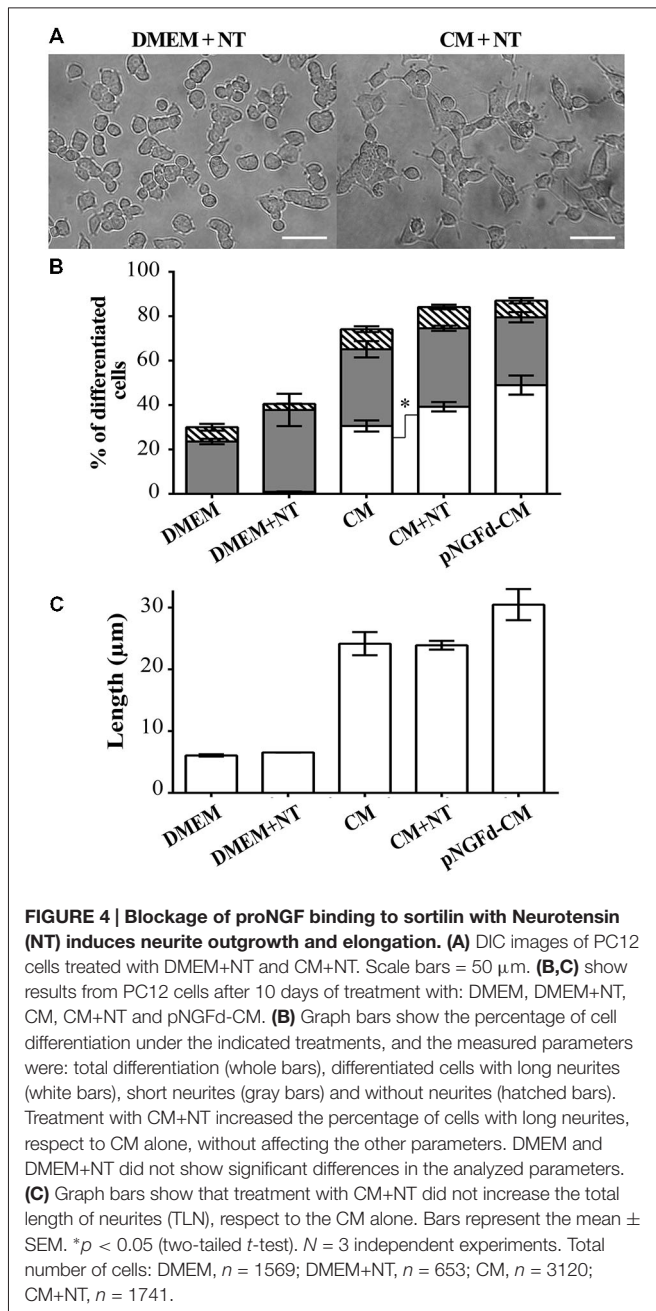 A
DMEM + NT
CM + NT
B
100
80
60
40
20
0
% of differentiated
cells
*
DMEM
DMEM+NT
CM
CM+NT
pNGFd-CM
C
30
20
10
0
Length (μm)
DMEM
DMEM+NT
CM
CM+NT
pNGFd-CM
FIGURE 4 | Blockage of proNGF binding to sortilin with Neurotensin
(NT) induces neurite outgrowth and elongation. (A) DIC images of PC12
cells treated with DMEM+NT and CM+NT. Scale bars = 50 μm. (B,C) show
results from PC12 cells after 10 days of treatment with: DMEM, DMEM+NT,
CM, CM+NT and pNGFd-CM. (B) Graph bars show the percentage of cell
differentiation under the indicated treatments, and the measured parameters
were: total differentiation (whole bars), differentiated cells with long neurites
(white bars), short neurites (gray bars) and without neurites (hatched bars).
Treatment with CM+NT increased the percentage of cells with long neurites,
respect to CM alone, without affecting the other parameters. DMEM and
DMEM+NT did not show significant differences in the analyzed parameters.
(C) Graph bars show that treatment with CM+NT did not increase the total
length of neurites (TLN), respect to the CM alone. Bars represent the mean ±
SEM. *p < 0.05 (two-tailed t-test). N = 3 independent experiments. Total
number of cells: DMEM, n = 1569; DMEM+NT, n = 653; CM, n = 3120;
CM+NT, n = 1741.